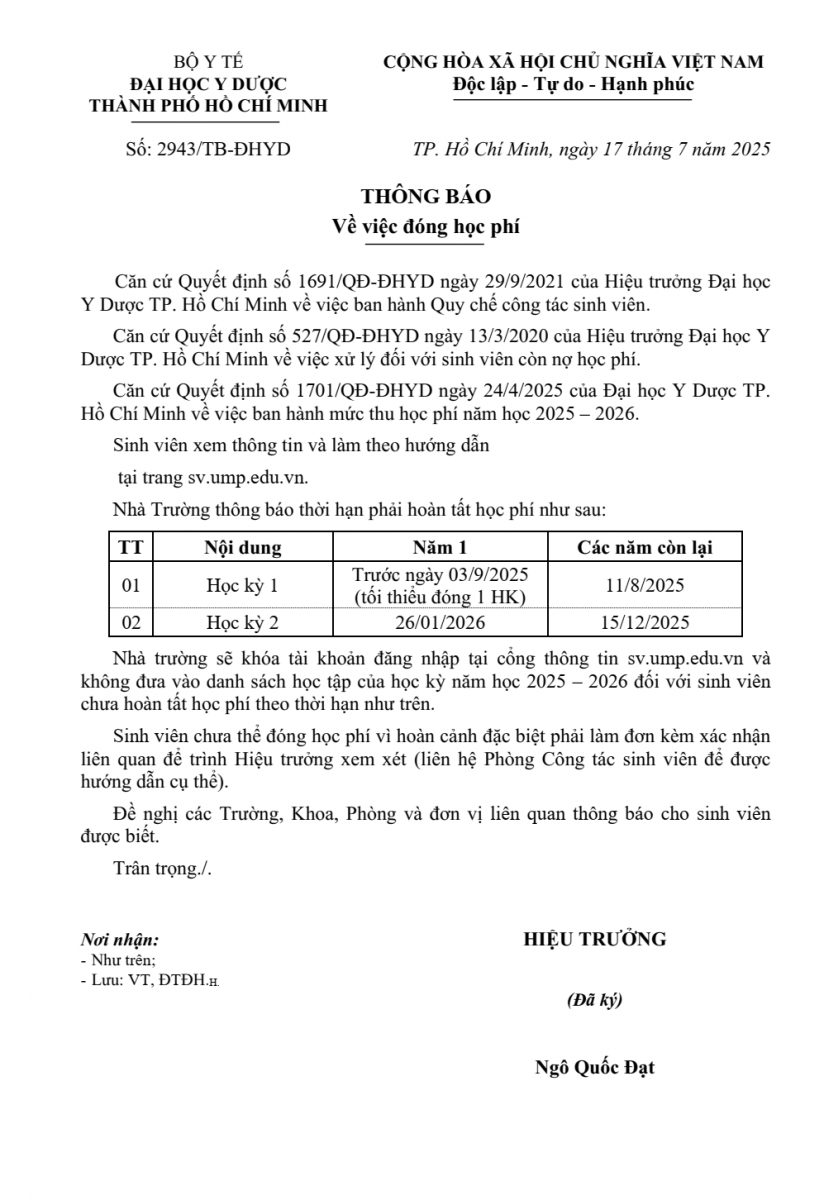 BỘ Y TẾ
ĐẠI HỌC Y DƯỢC
THÀNH PHỐ HỒ CHÍ MINH
Số: 2943/TB-ĐHYD
CỘNG HÒA XÃ HỘI CHỦ NGHĨA VIỆT NAM
Độc lập - Tự do - Hạnh phúc
TP. Hồ Chí Minh, ngày 17 tháng 7 năm 2025
THÔNG BÁO
Về việc đóng học phí
Căn cứ Quyết định số 1691/QĐ-ĐHYD ngày 29/9/2021 của Hiệu trưởng Đại học
Y Dược TP. Hồ Chí Minh về việc ban hành Quy chế công tác sinh viên.
Căn cứ Quyết định số 527/QĐ-ĐHYD ngày 13/3/2020 của Hiệu trưởng Đại học Y
Dược TP. Hồ Chí Minh về việc xử lý đối với sinh viên còn nợ học phí.
Căn cứ Quyết định số 1701/QĐ-ĐHYD ngày 24/4/2025 của Đại học Y Dược TP.
Hồ Chí Minh về việc ban hành mức thu học phí năm học 2025 – 2026.
Sinh viên xem thông tin và làm theo hướng dẫn
tại trang sv.ump.edu.vn.
Nhà Trường thông báo thời hạn phải hoàn tất học phí như sau:
TT Nội dung Năm 1 Các năm còn lại
01 Học kỳ 1 Trước ngày 03/9/2025 11/8/2025
(tối thiểu đóng 1 HK)
02 Học kỳ 2 26/01/2026 15/12/2025
Nhà trường sẽ khóa tài khoản đăng nhập tại cổng thông tin sv.ump.edu.vn và
không đưa vào danh sách học tập của học kỳ năm học 2025 – 2026 đối với sinh viên
chưa hoàn tất học phí theo thời hạn như trên.
Sinh viên chưa thể đóng học phí vì hoàn cảnh đặc biệt phải làm đơn kèm xác nhận
liên quan để trình Hiệu trưởng xem xét (liên hệ Phòng Công tác sinh viên để được
hướng dẫn cụ thể).
Đề nghị các Trường, Khoa, Phòng và đơn vị liên quan thông báo cho sinh viên
được biết.
Trân trọng./.
Nơi nhận:
- Như trên;
- Lưu: VT, ĐTĐH.H.
HIỆU TRƯỞNG
(Đã ký)
Ngô Quốc Đạt